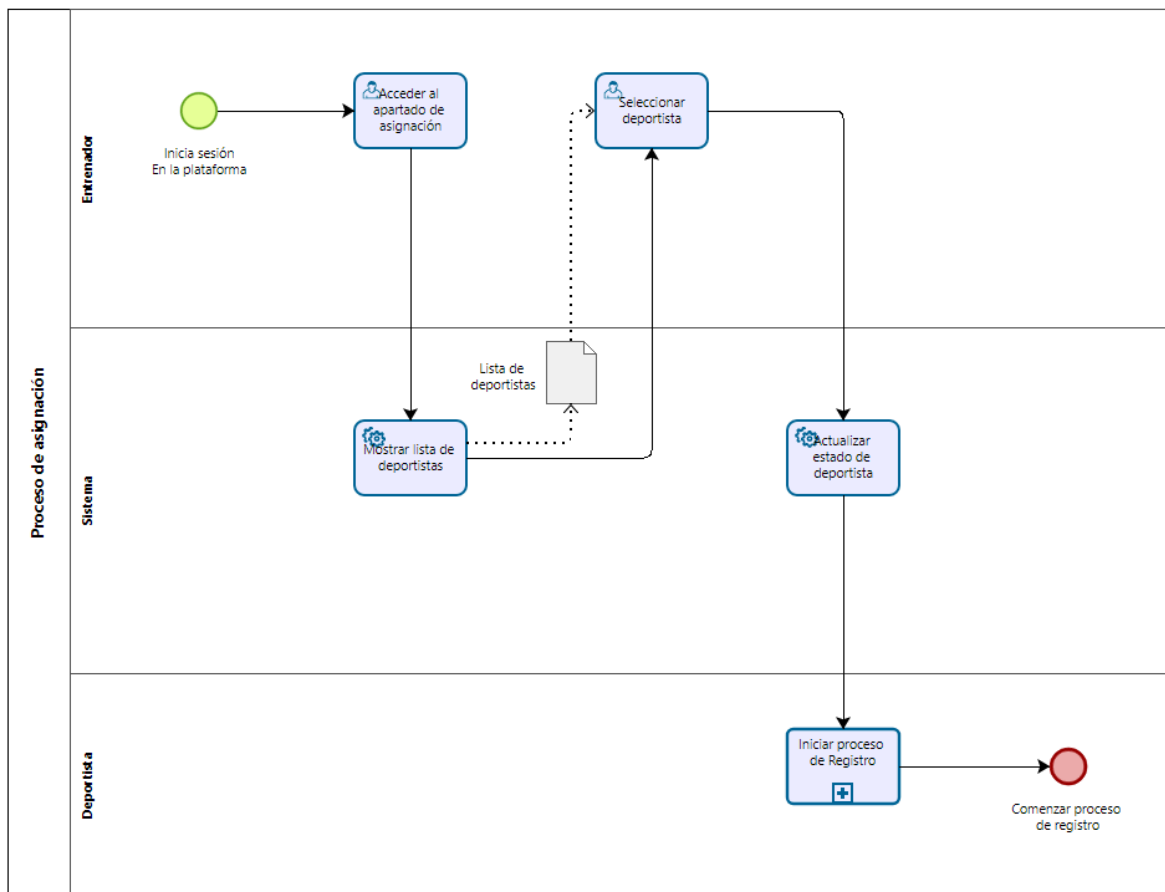 Proceso de asignación
Entrenador
Inicia sesión
En la plataforma
Acceder al
apartado de
asignación
Seleccionar
deportista
Sistema
Mostrar lista de
deportistas
Lista de
deportistas
Actualizar
estado de
deportista
Deportista
Iniciar proceso
de Registro
Comenzar proceso
de registro